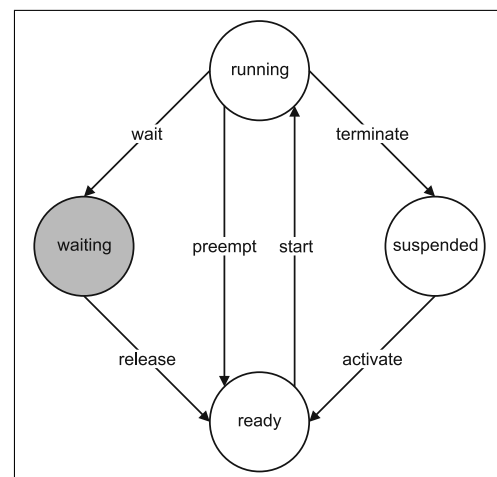 running
wait
terminate
waiting
preempt
start
suspended
release
activate
ready